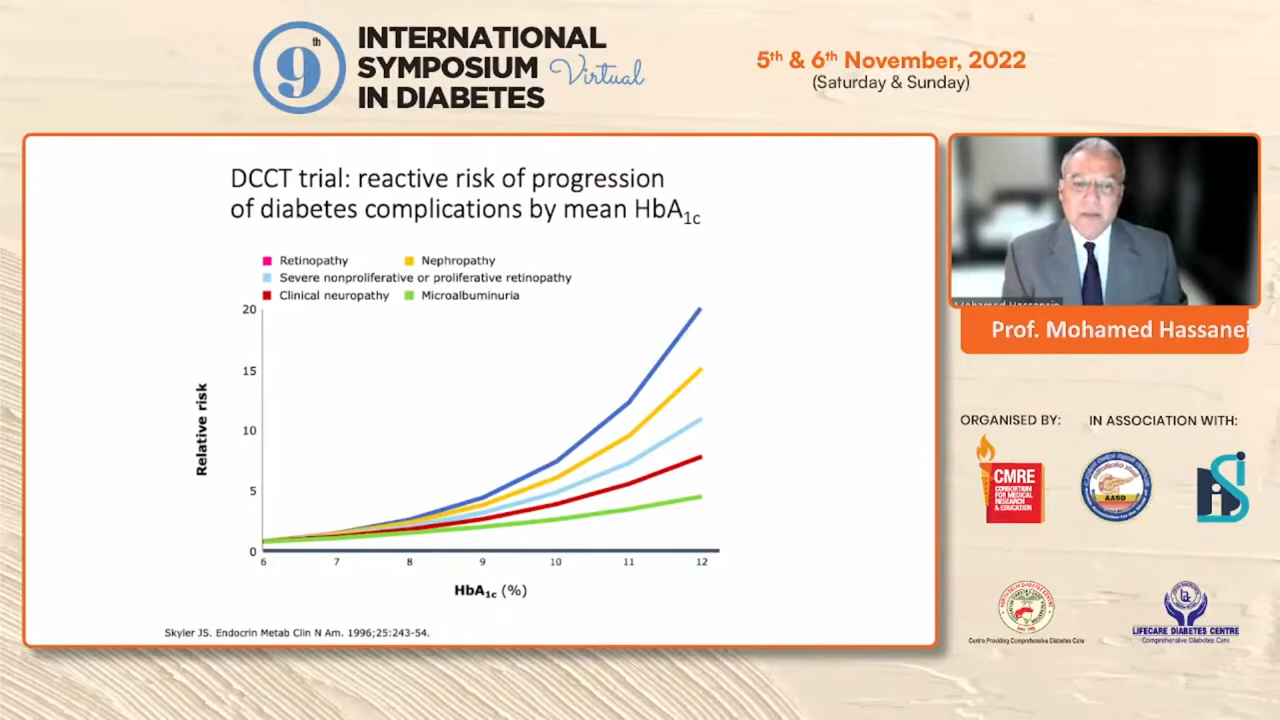 9th
INTERNATIONAL
SYMPOSIUM Virtual
IN DIABETES
5th & 6th November, 2022
(Saturday & Sunday)
DCCT trial: reactive risk of progression
of diabetes complications by mean HbA1c
Retinopathy
Nephropathy
Severe nonproliferative or proliferative retinopathy
Clinical neuropathy
Microalbuminuria
Relative risk
20
15
10
5
0
6 7 8 9 10 11 12
HbA1c (%)
Skyler JS. Endocrin Metab Clin N Am. 1996;25:243-54.
Mohamed Hassanein
Prof. Mohamed Hassanei
ORGANISED BY:
IN ASSOCIATION WITH:
CMRE
CONSORTIUM
FOR MEDICAL
RESEARCH
& EDUCATION
AASD
Centre Providing Comprehensive Diabetes Care
LIFECARE DIABETES CENTRE
Comprehensive Diabetes Care